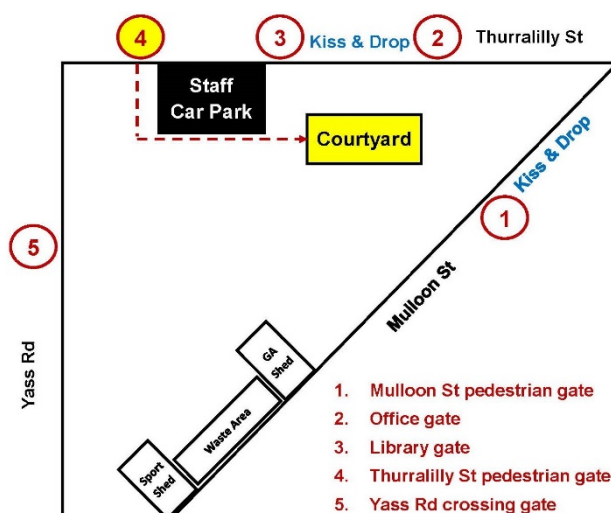 4
3
Kiss & Drop
2
Thurralilly St
Staff
Car Park
Courtyard
Kiss & Drop
1
5
Mulloon St
Yass Rd
GA
Shed
Waste Area
Sport
Shed
1. Mulloon St pedestrian gate
2. Office gate
3. Library gate
4. Thurralilly St pedestrian gate
5. Yass Rd crossing gate